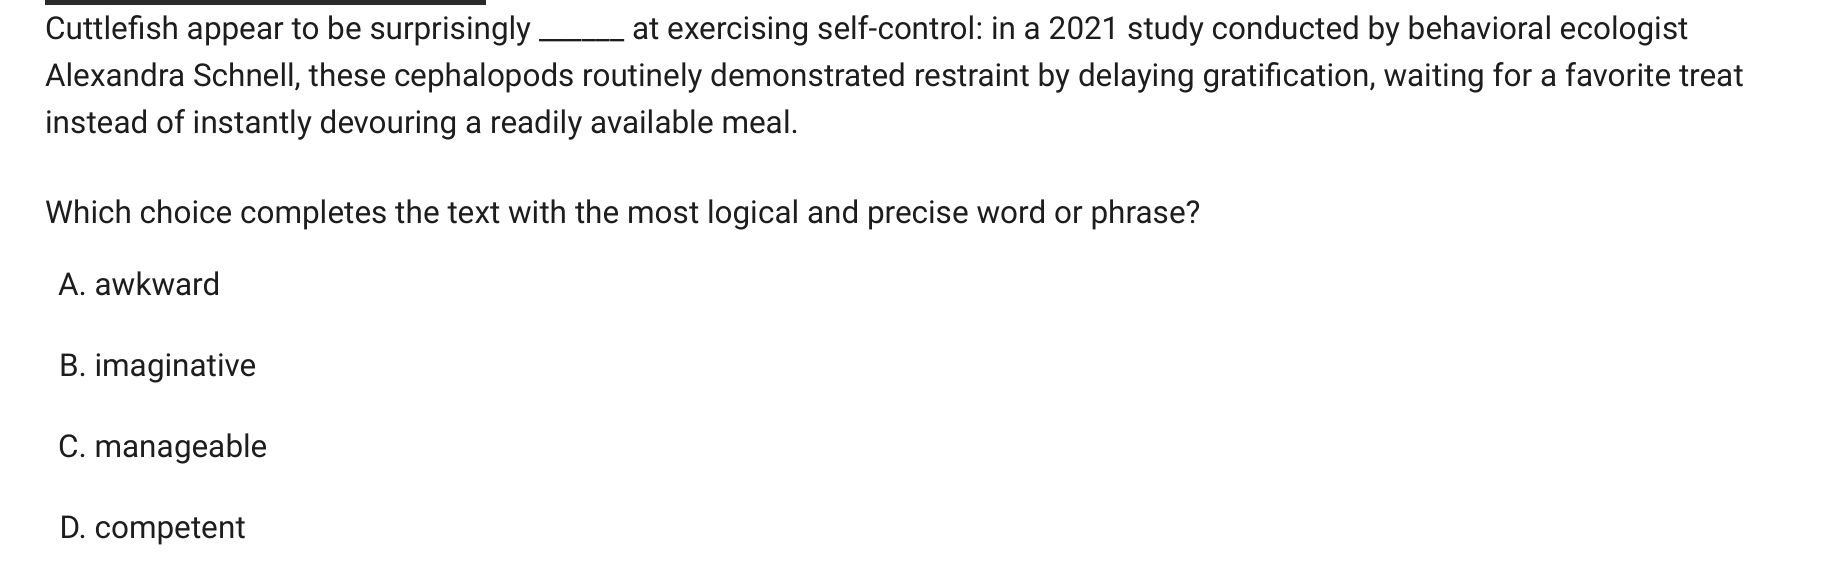 Cuttlefish appear to be surprisingly ______ at exercising self-control: in a 2021 study conducted by behavioral ecologist
Alexandra Schnell, these cephalopods routinely demonstrated restraint by delaying gratification, waiting for a favorite treat
instead of instantly devouring a readily available meal.
Which choice completes the text with the most logical and precise word or phrase?
A. awkward
B. imaginative
C. manageable
D. competent